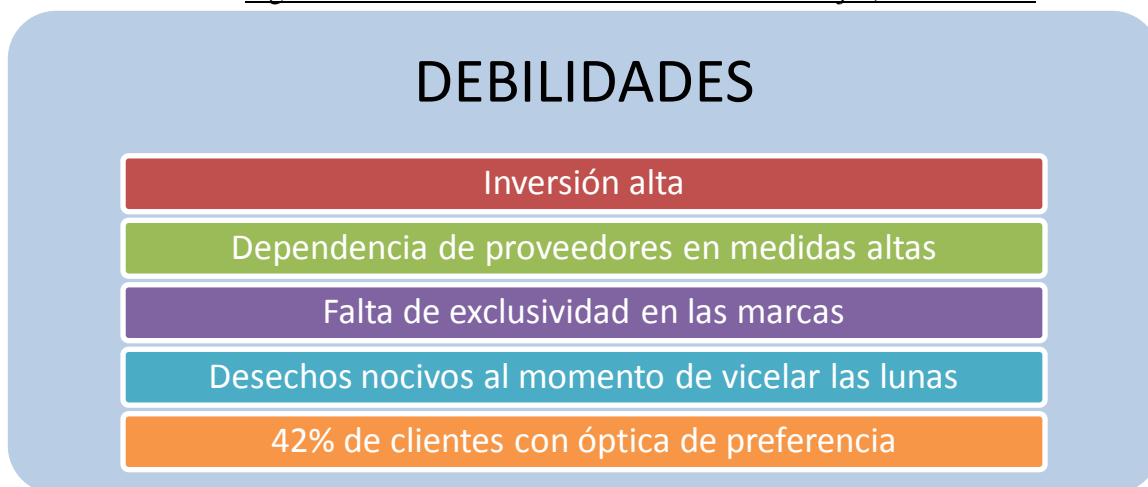 DEBILIDADES
Inversión alta
Dependencia de proveedores en medidas altas
Falta de exclusividad en las marcas
Desechos nocivos al momento de vicelar las lunas
42% de clientes con óptica de preferencia